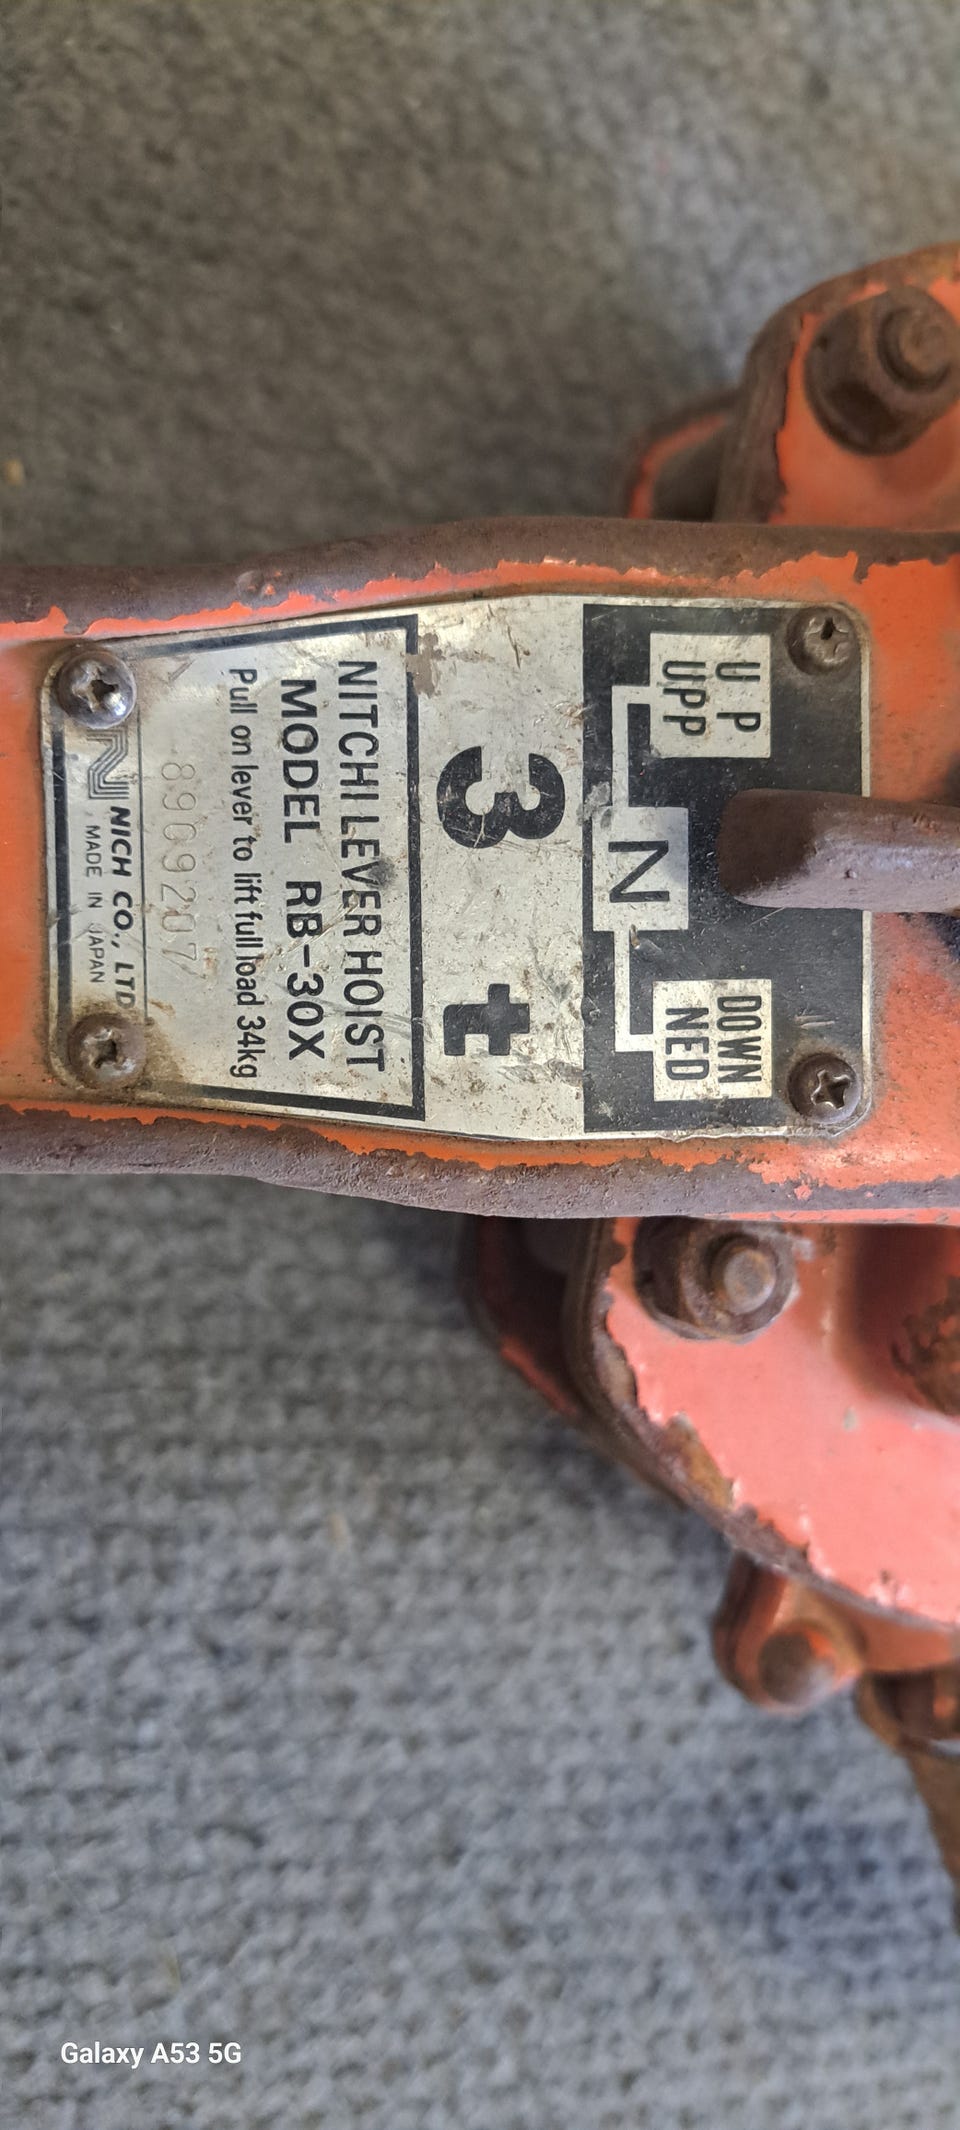 U P
UPP
DOWN
NED
N
3 t
NITCHI LEVER HOIST
MODEL RB-30X
Pull on lever to lift full load 34kg
8909207
NICH CO., LTD
MADE IN JAPAN
Galaxy A53 5G